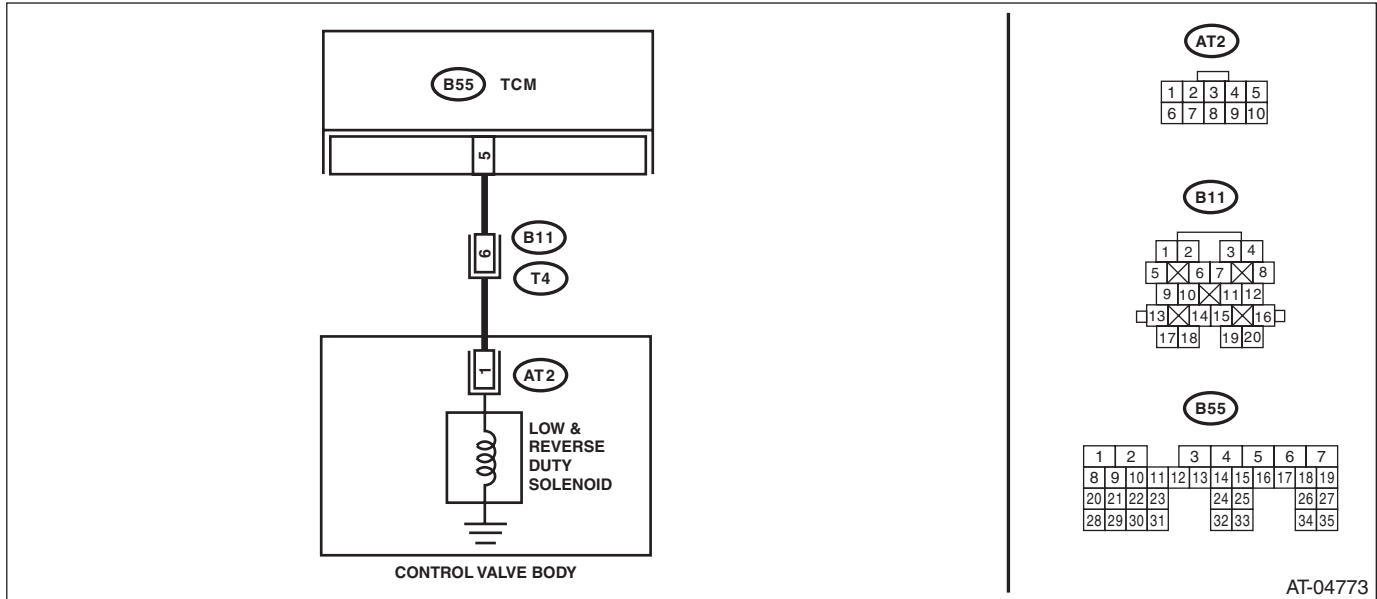 B55 TCM
5
6
B11
T4
1
AT2
LOW &
REVERSE
DUTY
SOLENOID
CONTROL VALVE BODY
AT2
1 2 3 4 5
6 7 8 9 10
B11
1 2 3 4
5 6 7 8
9 10 11 12
13 14 15 16
17 18 19 20
B55
1 2 3 4 5 6 7
8 9 10 11 12 13 14 15 16 17 18 19
20 21 22 23 24 25 26 27
28 29 30 31 32 33 34 35
AT-04773